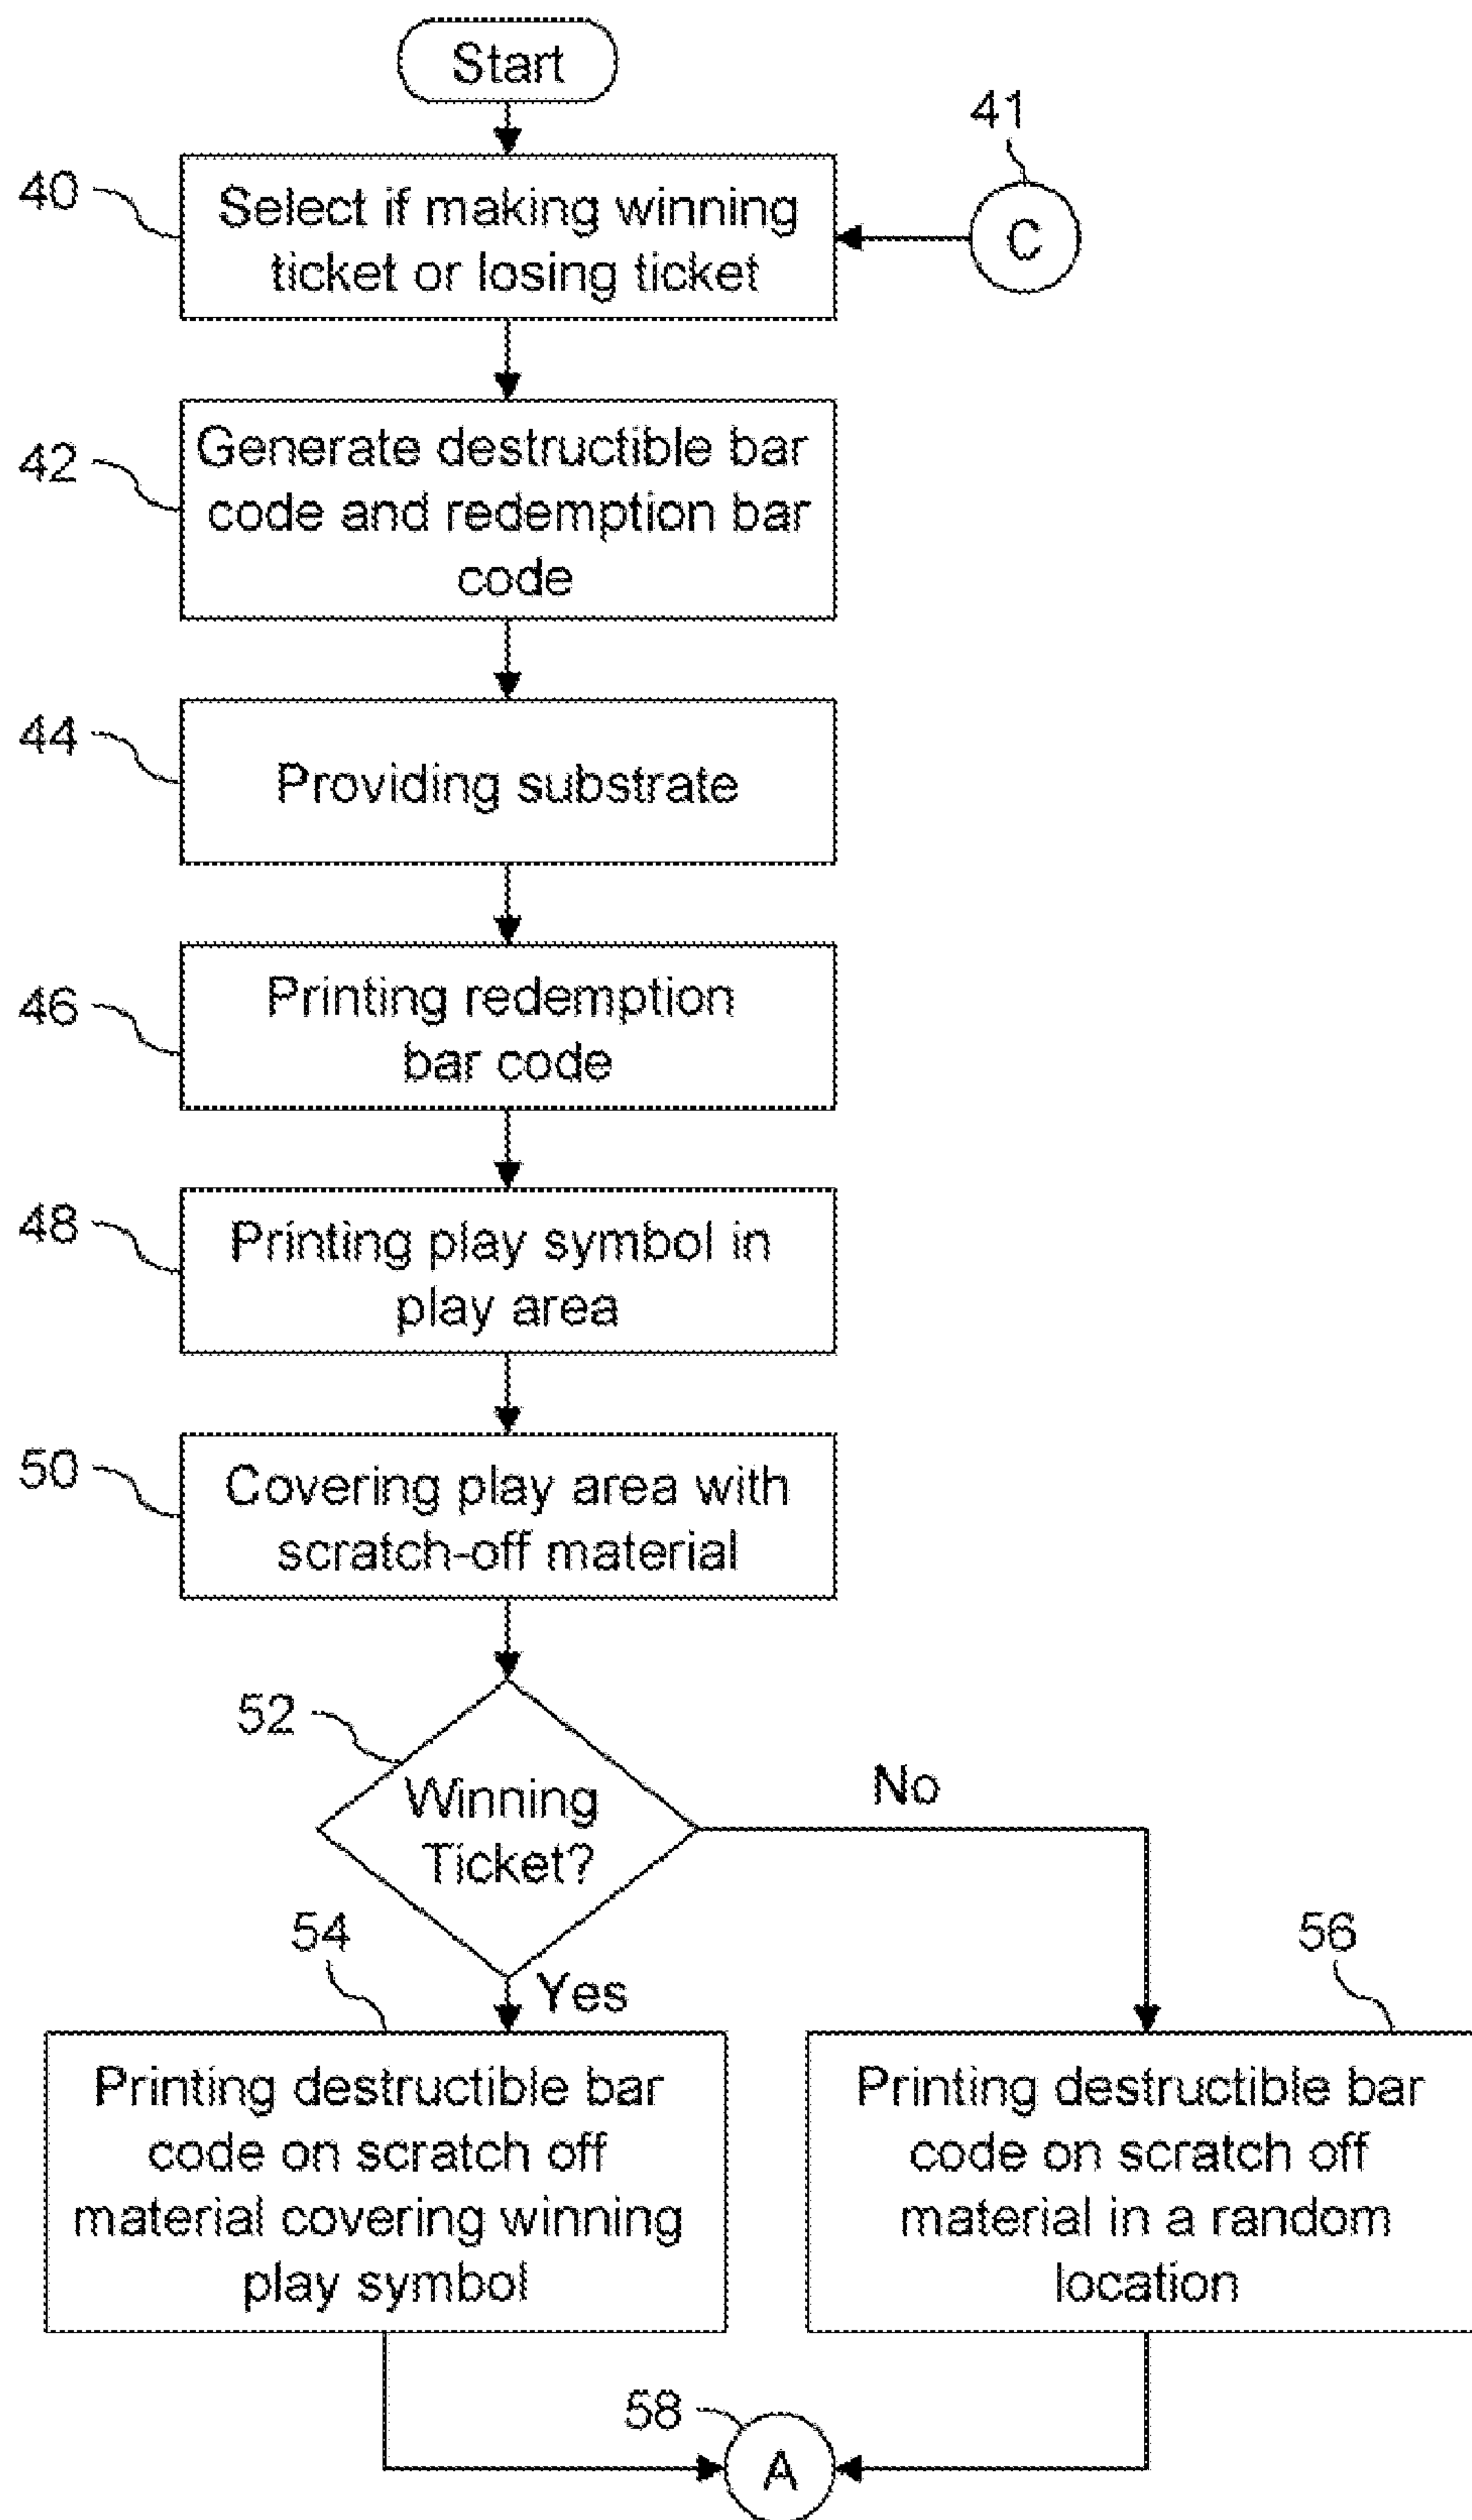 Start
41
40
Select if making winning
ticket or losing ticket
C
42
Generate destructible bar
code and redemption bar
code
44
Providing substrate
46
Printing redemption
bar code
48
Printing play symbol in
play area
50
Covering play area with
scratch-off material
52
Winning
Ticket?
No
Yes
54
Printing destructible bar
code on scratch off
material covering winning
play symbol
56
Printing destructible bar
code on scratch off
material in a random
location
58
A